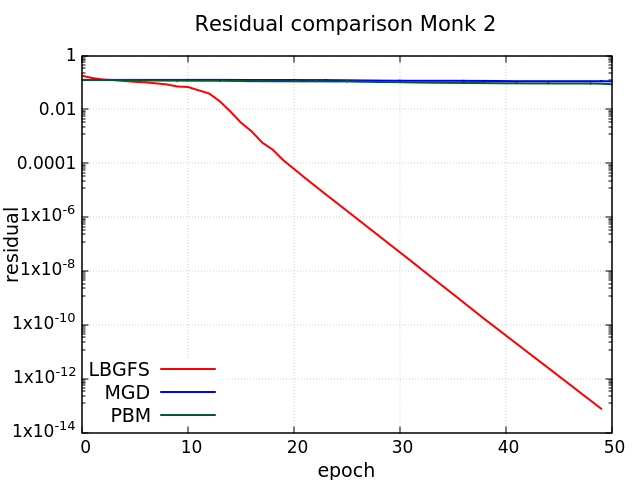 Residual comparison Monk 2
1
0.01
0.0001
1x10-6
1x10-8
1x10-10
1x10-12
1x10-14
residual
LBGFS
MGD
PBM
0 10 20 30 40 50
epoch